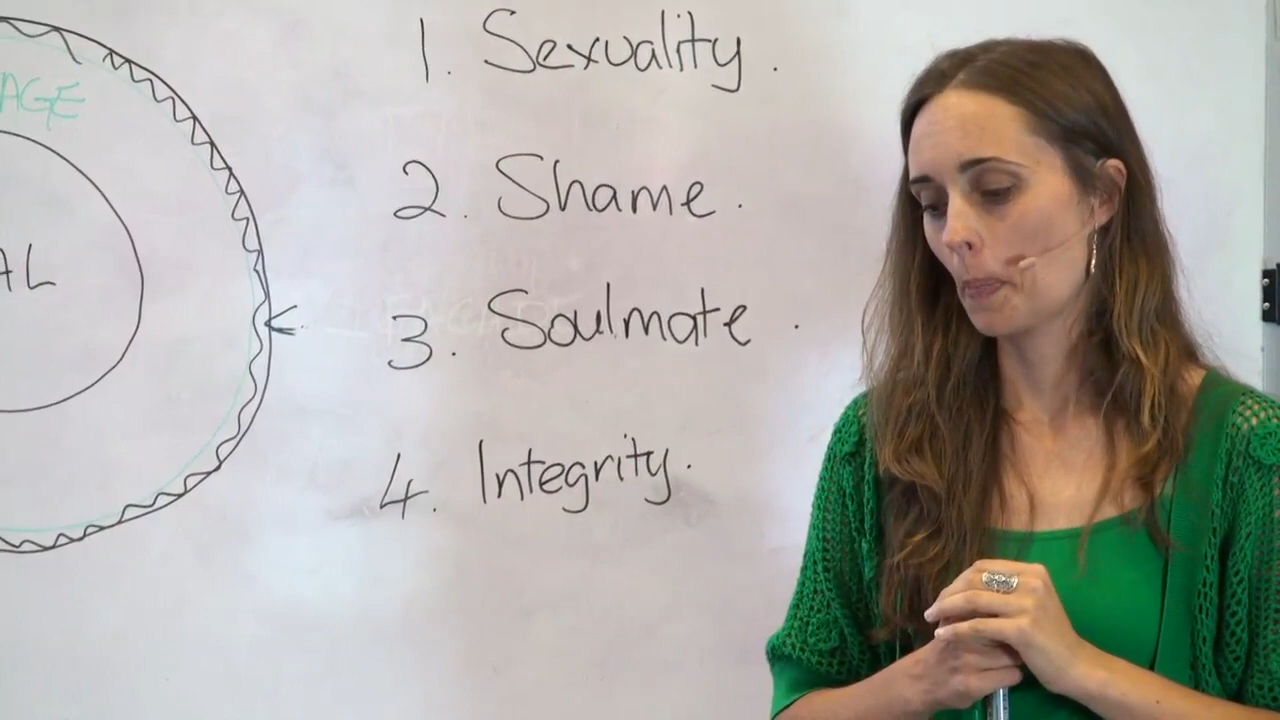 1. Sexuality.
AGE
2. Shame.
AL
3. Soulmate.
4. Integrity.